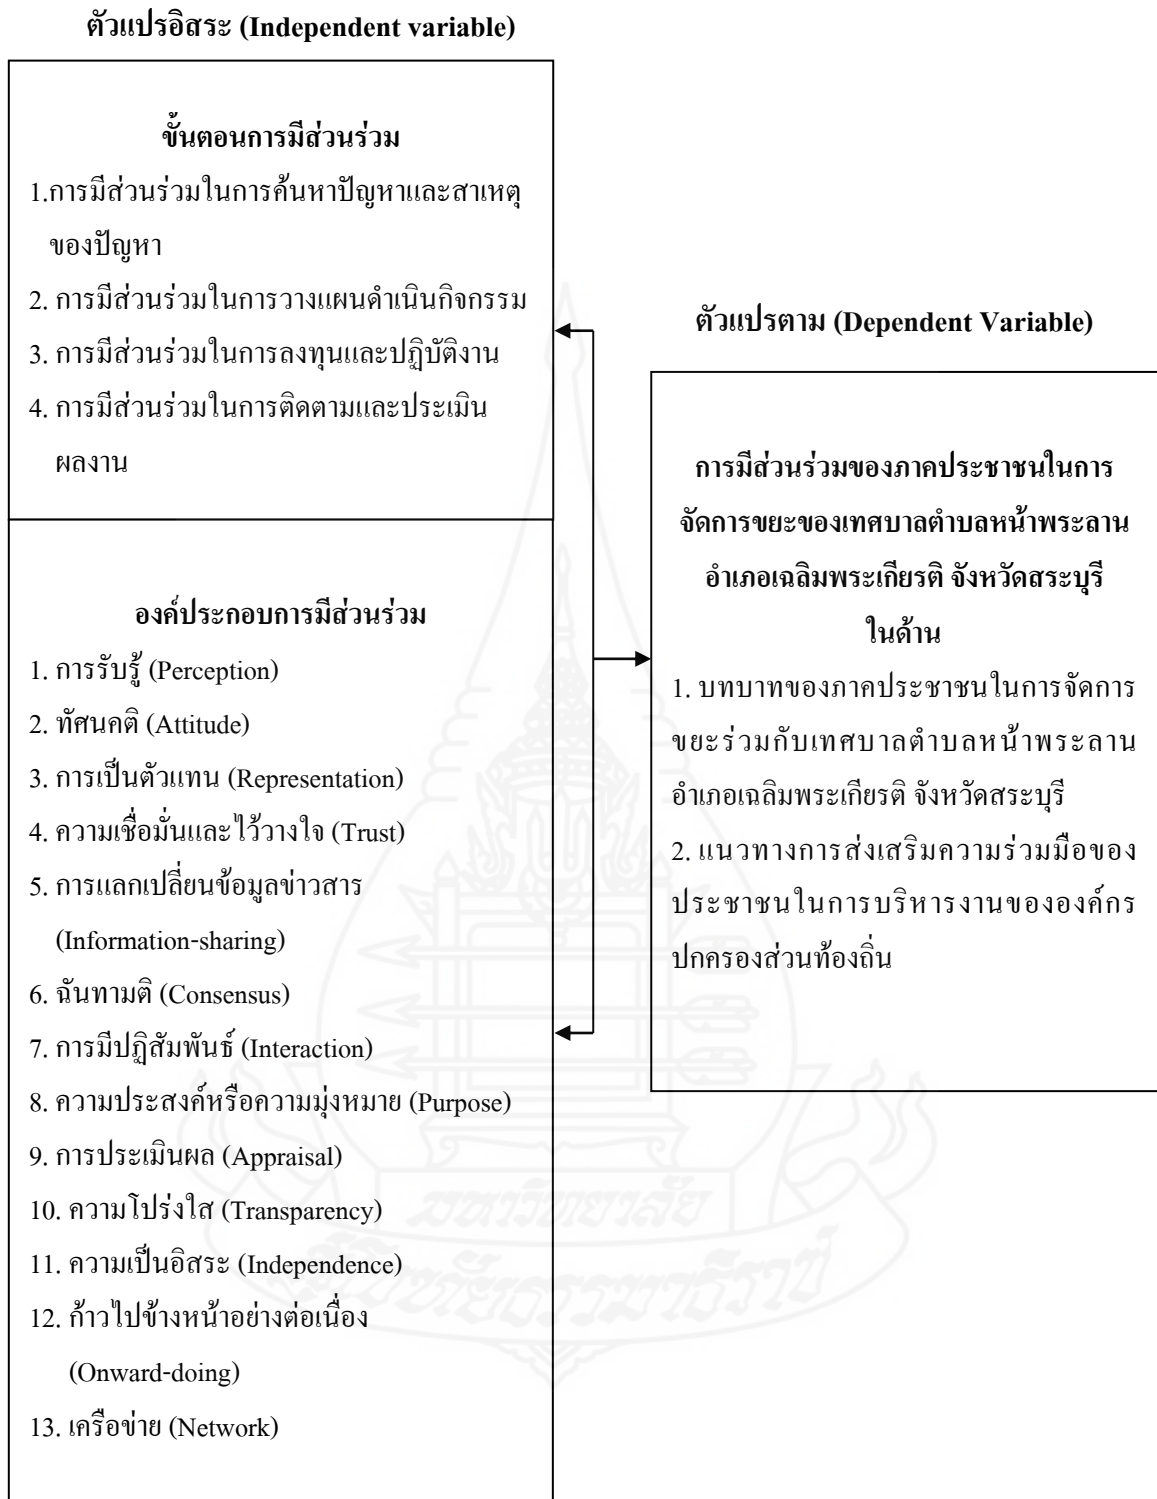 ตัวแปรอิสระ (Independent variable)
ขั้นตอนการมีส่วนร่วม
1.การมีส่วนร่วมในการค้นหาปัญหาและสาเหตุ
ของปัญหา
2. การมีส่วนร่วมในการวางแผนดำเนินกิจกรรม
3. การมีส่วนร่วมในการลงทุนและปฏิบัติงาน
4. การมีส่วนร่วมในการติดตามและประเมิน
ผลงาน
องค์ประกอบการมีส่วนร่วม
1. การรับรู้ (Perception)
2. ทัศนคติ (Attitude)
3. การเป็นตัวแทน (Representation)
4. ความเชื่อมั่นและไว้วางใจ (Trust)
5. การแลกเปลี่ยนข้อมูลข่าวสาร
(Information-sharing)
6. ฉันทามติ (Consensus)
7. การมีปฏิสัมพันธ์ (Interaction)
8. ความประสงค์หรือความมุ่งหมาย (Purpose)
9. การประเมินผล (Appraisal)
10. ความโปร่งใส (Transparency)
11. ความเป็นอิสระ (Independence)
12. ก้าวไปข้างหน้าอย่างต่อเนื่อง
(Onward-doing)
13. เครือข่าย (Network)
ตัวแปรตาม (Dependent Variable)
การมีส่วนร่วมของภาคประชาชนในการ
จัดการขยะของเทศบาลตำบลหน้าพระลาน
อำเภอเฉลิมพระเกียรติ จังหวัดสระบุรี
ในด้าน
1. บทบาทของภาคประชาชนในการจัดการ
ขยะร่วมกับเทศบาลตำบลหน้าพระลาน
อำเภอเฉลิมพระเกียรติ จังหวัดสระบุรี
2. แนวทางการส่งเสริมความร่วมมือของ
ประชาชนในการบริหารงานขององค์กร
ปกครองส่วนท้องถิ่น
มหาวิทยาลัย
สุโขทัยธรรมาธิราช